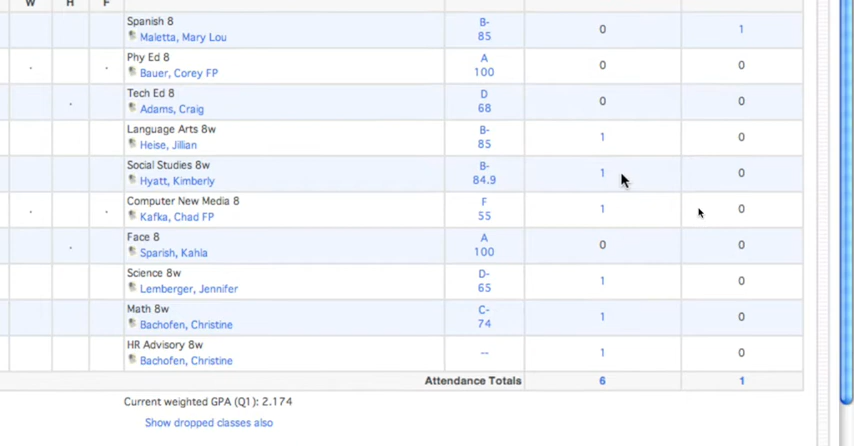 W H F
Spanish 8
Maletta, Mary Lou
B-
85
0
1
Phy Ed 8
Bauer, Corey FP
A
100
0
0
Tech Ed 8
Adams, Craig
D
68
0
0
Language Arts 8w
Heise, Jillian
B-
85
1
0
Social Studies 8w
Hyatt, Kimberly
B-
84.9
1
0
Computer New Media 8
Kafka, Chad FP
F
55
1
0
Face 8
Sparish, Kahla
A
100
0
0
Science 8w
Lemberger, Jennifer
D-
65
1
0
Math 8w
Bachofen, Christine
C-
74
1
0
HR Advisory 8w
Bachofen, Christine
--
1
0
Attendance Totals 6 1
Current weighted GPA (Q1): 2.174
Show dropped classes also